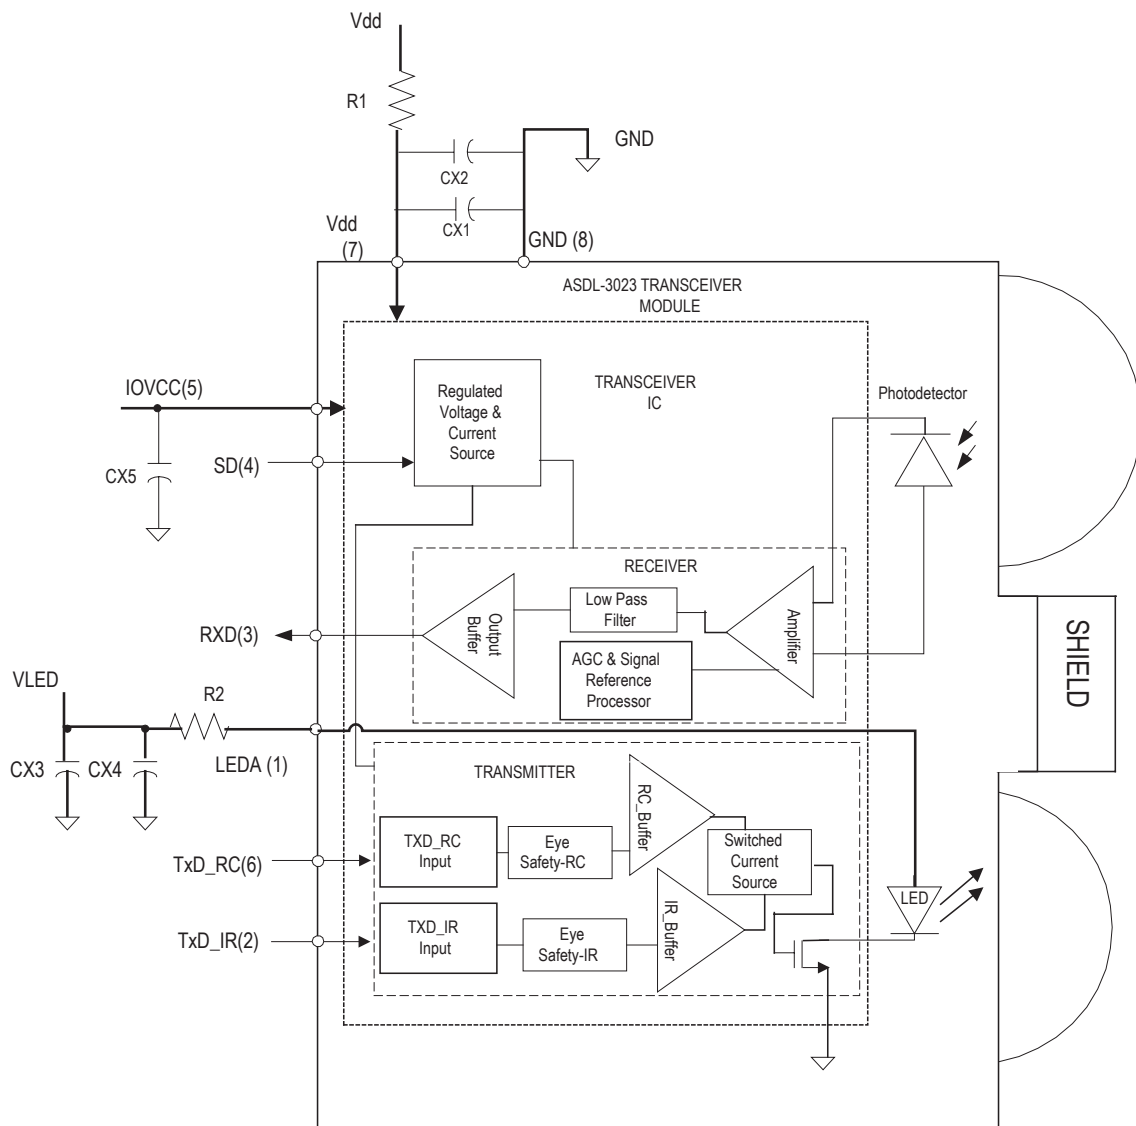 Vdd
R1
GND
CX2
CX1
Vdd
(7)
GND (8)
ASDL-3023 TRANSCEIVER
MODULE
TRANSCEIVER
IC
IOVCC(5)
Regulated
Voltage &
Current
Source
Photodetector
SD(4)
CX5
RECEIVER
Low Pass
Filter
Output
Buffer
Amplifier
RXD(3)
AGC & Signal
Reference
Processor
SHIELD
VLED
R2
CX3
CX4
LEDA (1)
TRANSMITTER
RC_Buffer
TXD_RC
Input
Eye
Safety-RC
Switched
Current
Source
TxD_RC(6)
LED
IR_Buffer
TXD_IR
Input
Eye
Safety-IR
TxD_IR(2)